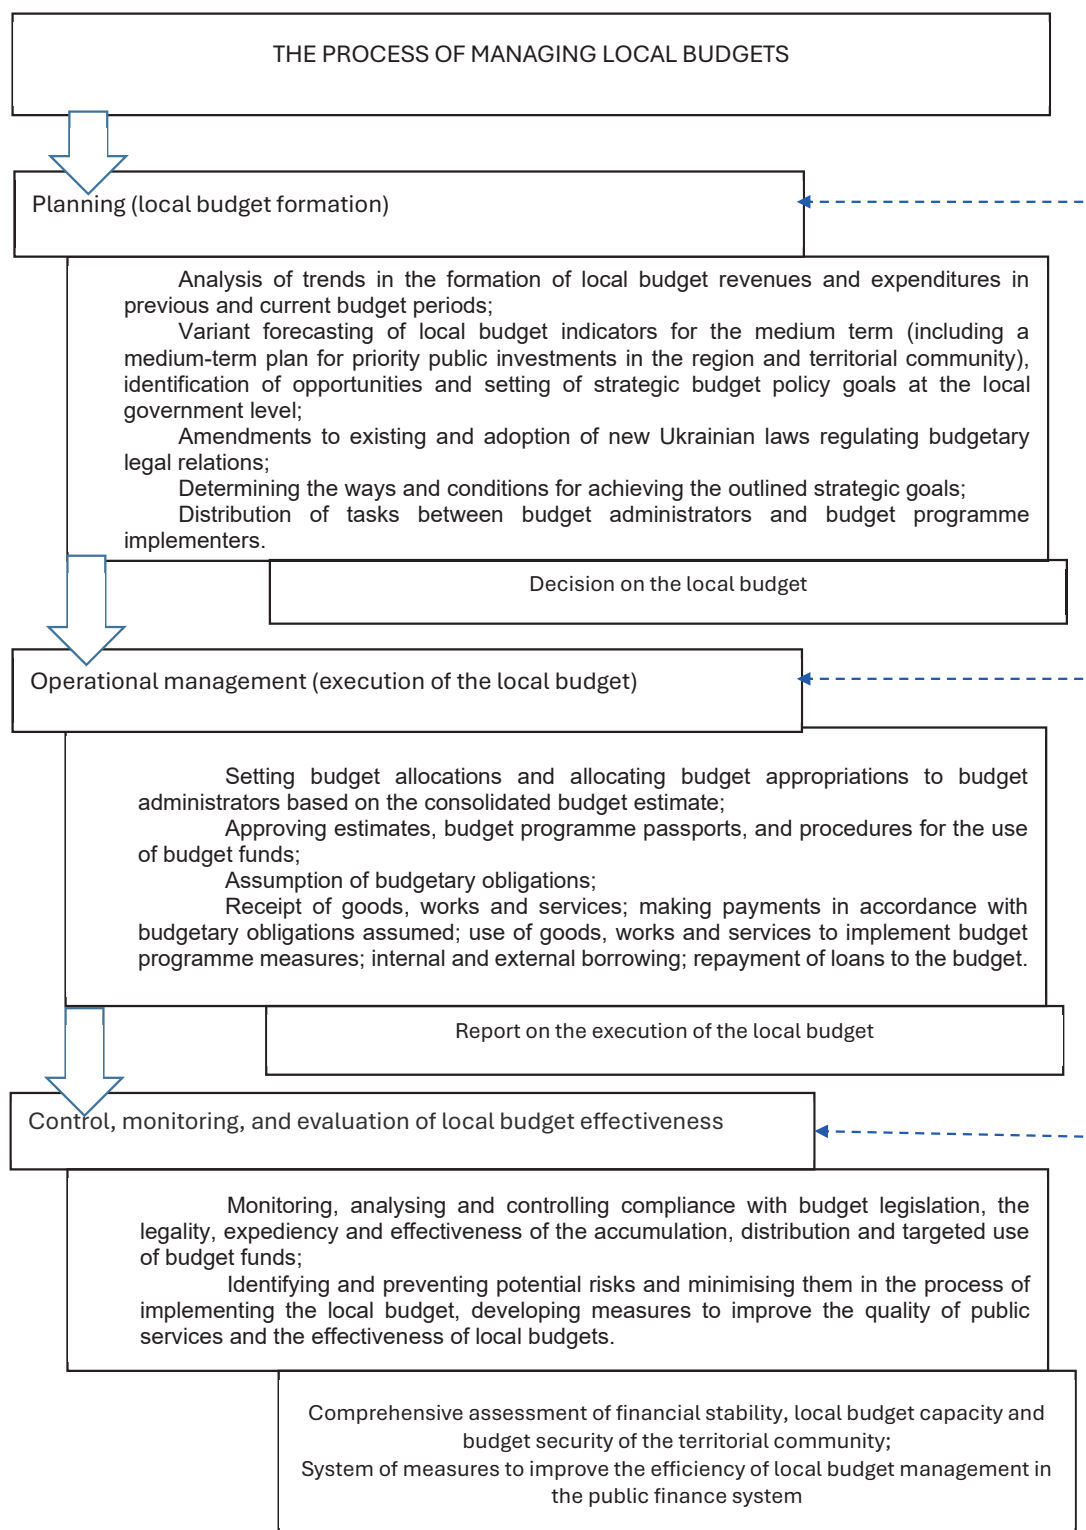 THE PROCESS OF MANAGING LOCAL BUDGETS
Planning (local budget formation)
Analysis of trends in the formation of local budget revenues and expenditures in
previous and current budget periods;
Variant forecasting of local budget indicators for the medium term (including a
medium-term plan for priority public investments in the region and territorial community),
identification of opportunities and setting of strategic budget policy goals at the local
government level;
Amendments to existing and adoption of new Ukrainian laws regulating budgetary
legal relations;
Determining the ways and conditions for achieving the outlined strategic goals;
Distribution of tasks between budget administrators and budget programme
implementers.
Decision on the local budget
Operational management (execution of the local budget)
Setting budget allocations and allocating budget appropriations to budget
administrators based on the consolidated budget estimate;
Approving estimates, budget programme passports, and procedures for the use
of budget funds;
Assumption of budgetary obligations;
Receipt of goods, works and services; making payments in accordance with
budgetary obligations assumed; use of goods, works and services to implement budget
programme measures; internal and external borrowing; repayment of loans to the budget.
Report on the execution of the local budget
Control, monitoring, and evaluation of local budget effectiveness
Monitoring, analysing and controlling compliance with budget legislation, the
legality, expediency and effectiveness of the accumulation, distribution and targeted use
of budget funds;
Identifying and preventing potential risks and minimising them in the process of
implementing the local budget, developing measures to improve the quality of public
services and the effectiveness of local budgets.
Comprehensive assessment of financial stability, local budget capacity and
budget security of the territorial community;
System of measures to improve the efficiency of local budget management in
the public finance system